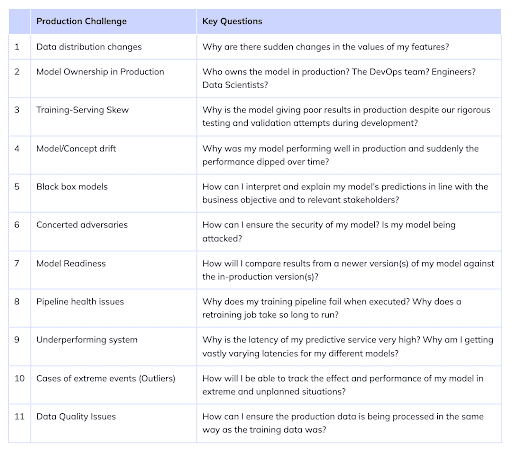 Production Challenge Key Questions
1 Data distribution changes Why are there sudden changes in the values of my features?
2 Model Ownership in Production Who owns the model in production? The DevOps team? Engineers?
Data Scientists?
3 Training-Serving Skew Why is the model giving poor results in production despite our rigorous
testing and validation attempts during development?
4 Model/Concept drift Why was my model performing well in production and suddenly the
performance dipped over time?
5 Black box models How can I interpret and explain my model's predictions in line with the
business objective and to relevant stakeholders?
6 Concerted adversaries How can I ensure the security of my model? Is my model being
attacked?
7 Model Readiness How will I compare results from a newer version(s) of my model against
the in-production version(s)?
8 Pipeline health issues Why does my training pipeline fail when executed? Why does a
retraining job take so long to run?
9 Underperforming system Why is the latency of my predictive service very high? Why am I getting
vastly varying latencies for my different models?
10 Cases of extreme events (Outliers) How will I be able to track the effect and performance of my model in
extreme and unplanned situations?
11 Data Quality Issues How can I ensure the production data is being processed in the same
way as the training data was?